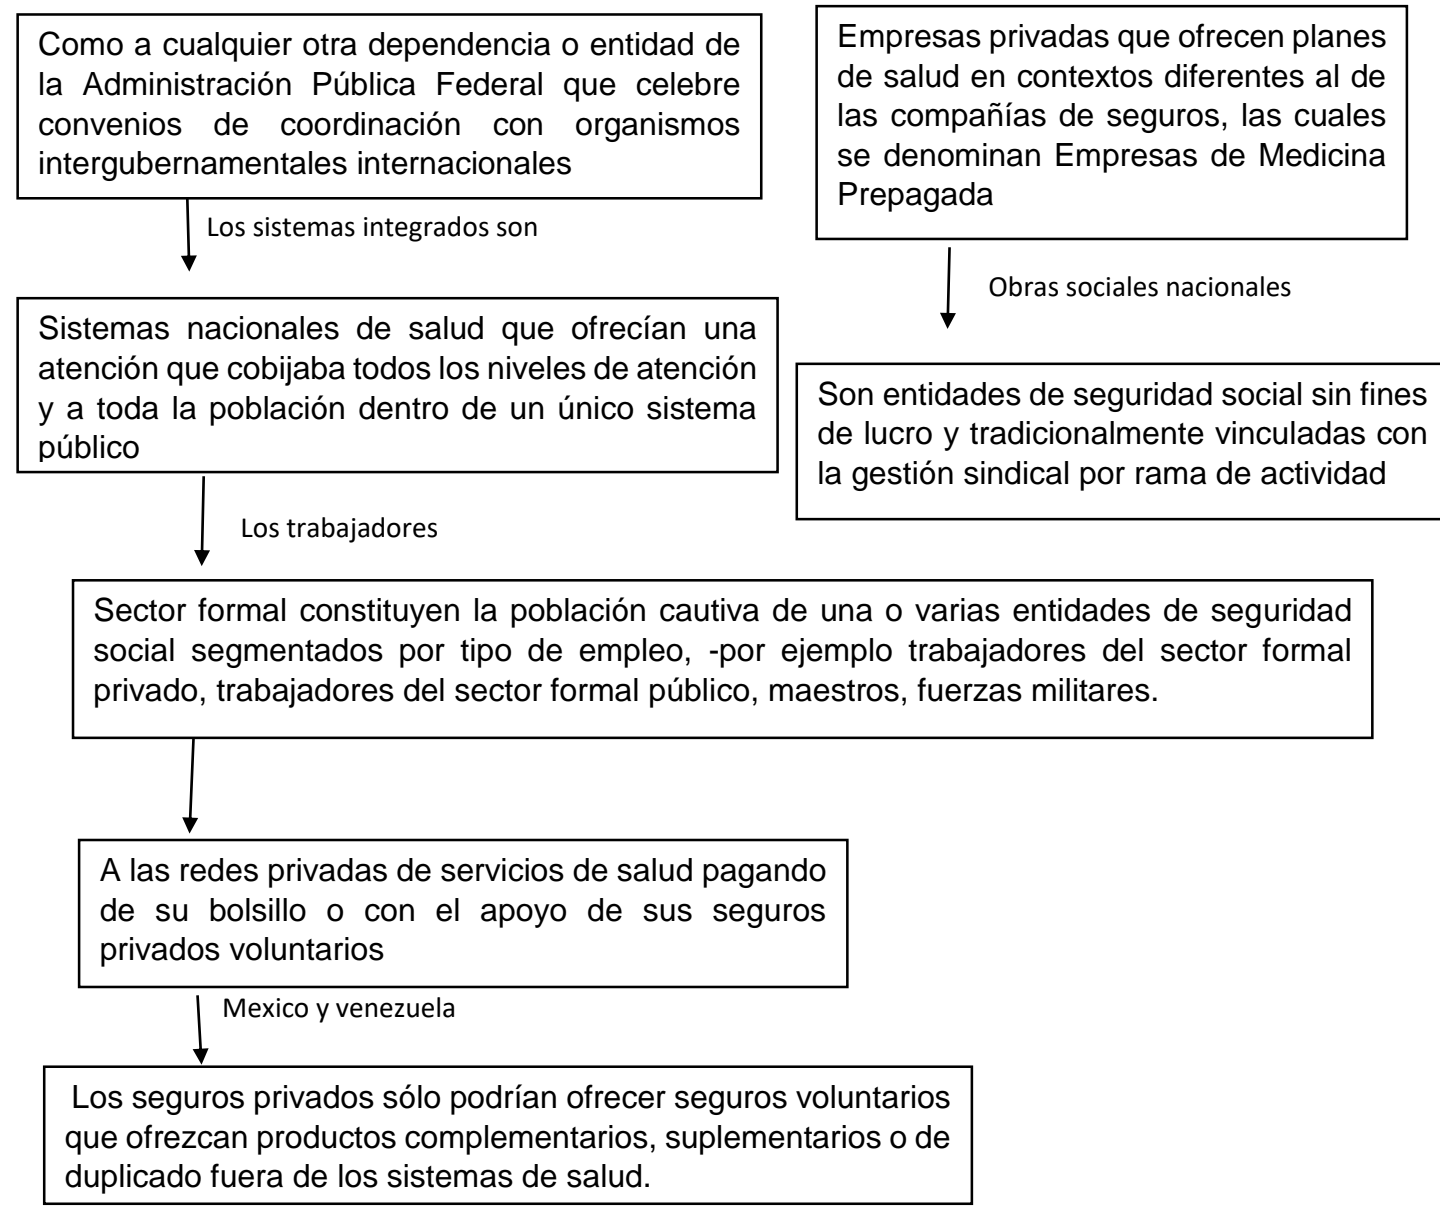 Como a cualquier otra dependencia o entidad de
la Administración Pública Federal que celebre
convenios de coordinación con organismos
intergubernamentales internacionales
Los sistemas integrados son
Sistemas nacionales de salud que ofrecían una
atención que cobijaba todos los niveles de atención
y a toda la población dentro de un único sistema
público
Los trabajadores
Empresas privadas que ofrecen planes
de salud en contextos diferentes al de
las compañías de seguros, las cuales
se denominan Empresas de Medicina
Prepagada
Obras sociales nacionales
Son entidades de seguridad social sin fines
de lucro y tradicionalmente vinculadas con
la gestión sindical por rama de actividad
Sector formal constituyen la población cautiva de una o varias entidades de seguridad
social segmentados por tipo de empleo, -por ejemplo trabajadores del sector formal
privado, trabajadores del sector formal público, maestros, fuerzas militares.
A las redes privadas de servicios de salud pagando
de su bolsillo o con el apoyo de sus seguros
privados voluntarios
Mexico y venezuela
Los seguros privados sólo podrían ofrecer seguros voluntarios
que ofrezcan productos complementarios, suplementarios o de
duplicado fuera de los sistemas de salud.